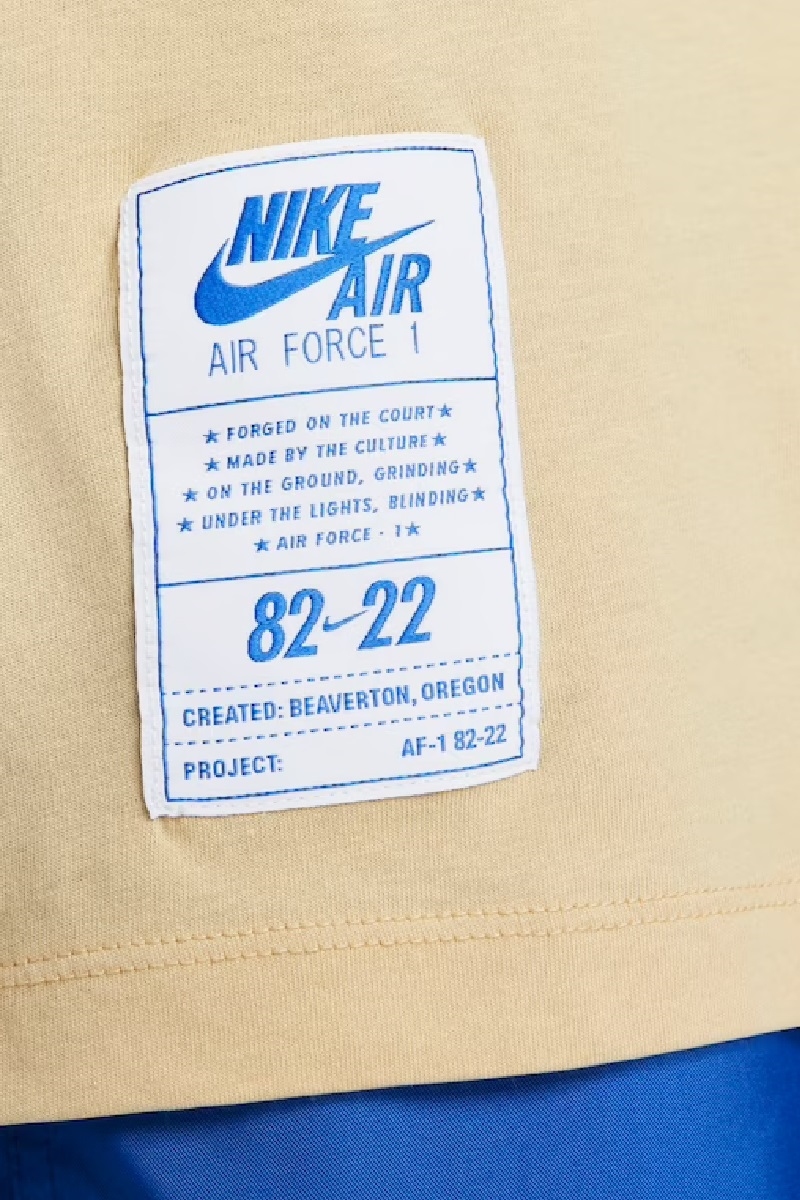 NIKE
AIR
AIR FORCE 1
★ FORGED ON THE COURT ★
★ MADE BY THE CULTURE ★
★ ON THE GROUND, GRINDING ★
★ UNDER THE LIGHTS, BLINDING ★
★ AIR FORCE - 1 ★
82 22
CREATED: BEAVERTON, OREGON
PROJECT: AF-1 82-22